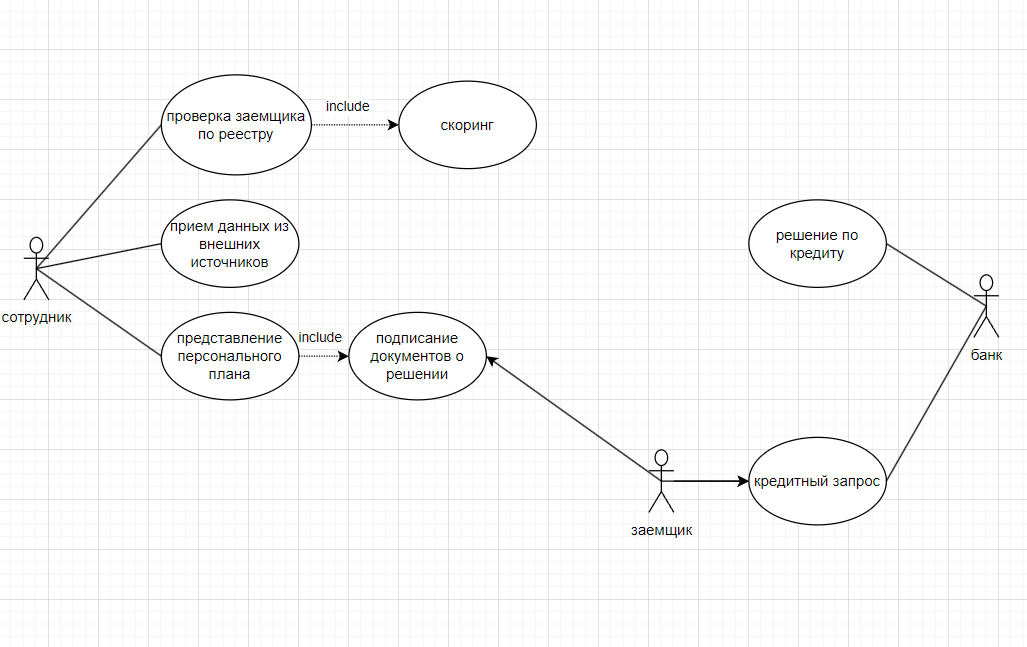 include
проверка заемщика
по реестру
скоринг
прием данных из
внешних
источников
решение по
кредиту
сотрудник
include
представление
персонального
плана
подписание
документов о
решении
банк
кредитный запрос
заемщик